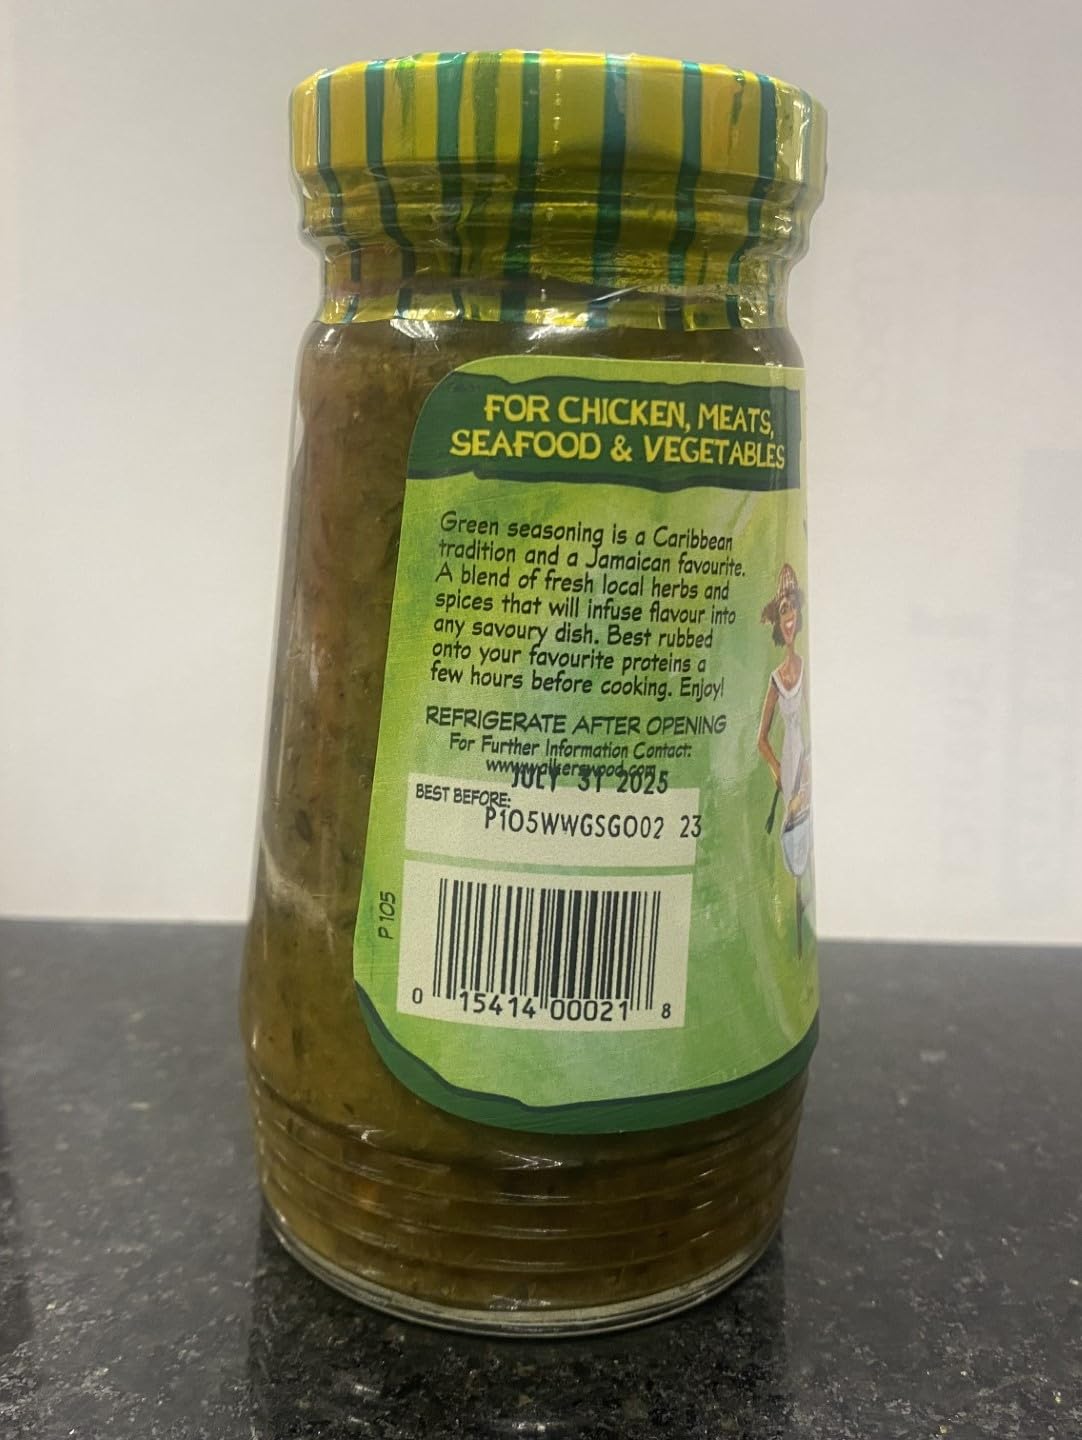 FOR CHICKEN, MEATS,
SEAFOOD & VEGETABLES
Green seasoning is a Caribbean
tradition and a Jamaican favourite.
A blend of fresh local herbs and
spices that will infuse flavour into
any savoury dish. Best rubbed
onto your favourite proteins a
few hours before cooking. Enjoy!
REFRIGERATE AFTER OPENING
For Further Information Contact:
www.walkerswood.com
JULY 31 2025
BEST BEFORE:
P105WWGSG002 23
P 105
0 15414 00021 8